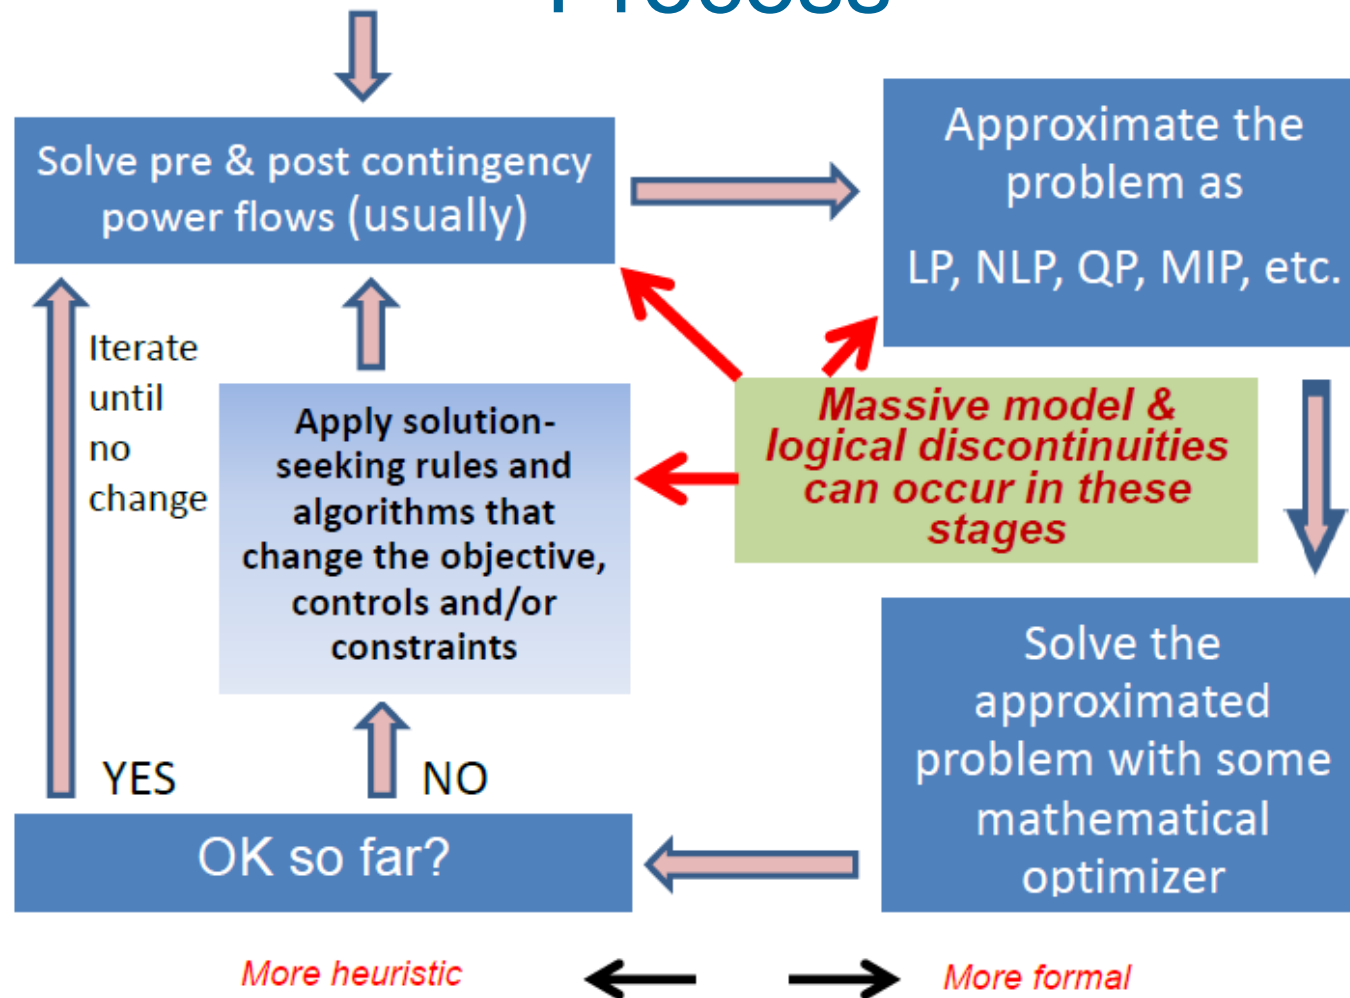 Process
Solve pre & post contingency
power flows (usually)
Approximate the
problem as
LP, NLP, QP, MIP, etc.
Iterate
until
no
change
Apply solution-
seeking rules and
algorithms that
change the objective,
controls and/or
constraints
Massive model &
logical discontinuities
can occur in these
stages
Solve the
approximated
problem with some
mathematical
optimizer
YES
NO
OK so far?
More heuristic
More formal